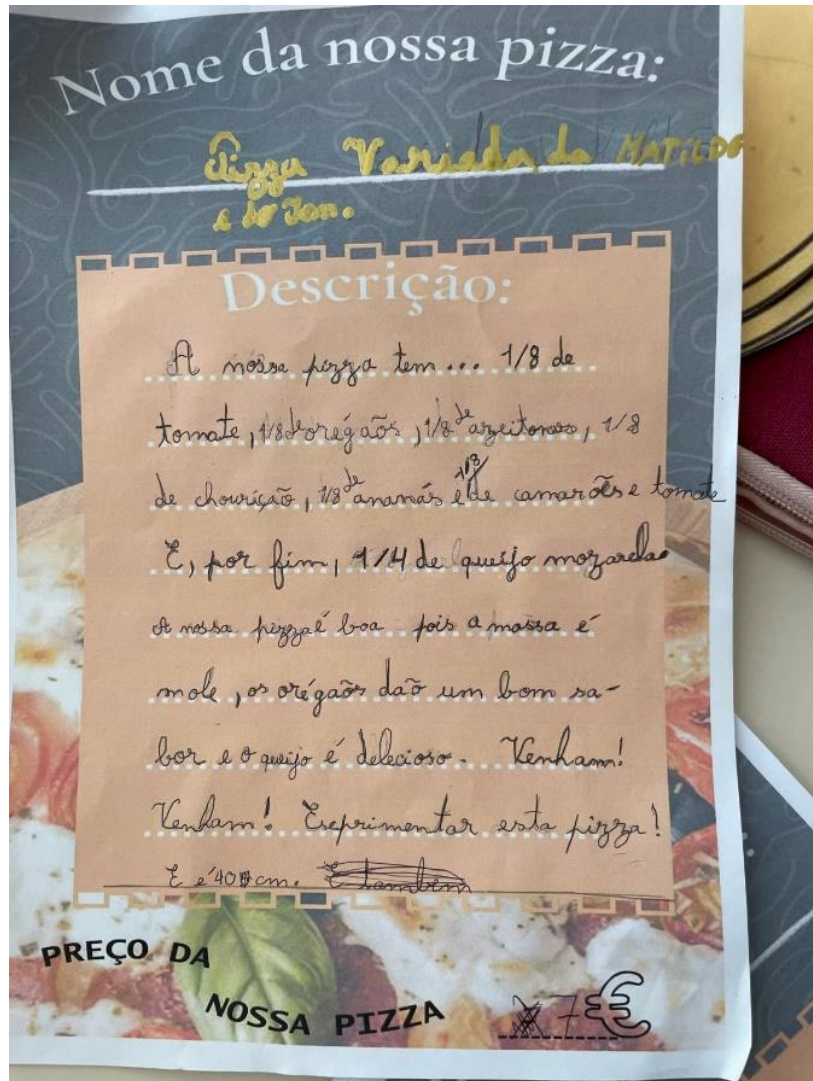 Nome da nossa pizza:
Pizza Variada da MATILDE
e do Ian.
Descrição:
A nossa pizza tem... 1/8 de
tomate, 1/8 de orégãos, 1/8 de azeitonas, 1/8
de chourição, 1/8 de ananás e 1/8 de camarões e tomate
E, por fim, 1/4 de queijo mozarela
A nossa pizza é boa pois a massa é
mole, os orégãos dão um bom sa-
bor e o queijo é delecioso. Venham!
Venham! Esprimentar esta pizza!
E é 40 cm.
PREÇO DA
NOSSA PIZZA 7 €